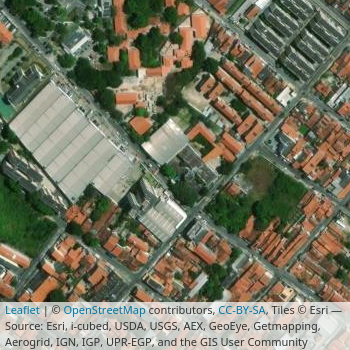 Leaflet | © OpenStreetMap contributors, CC-BY-SA, Tiles © Esri —
Source: Esri, i-cubed, USDA, USGS, AEX, GeoEye, Getmapping,
Aerogrid, IGN, IGP, UPR-EGP, and the GIS User Community